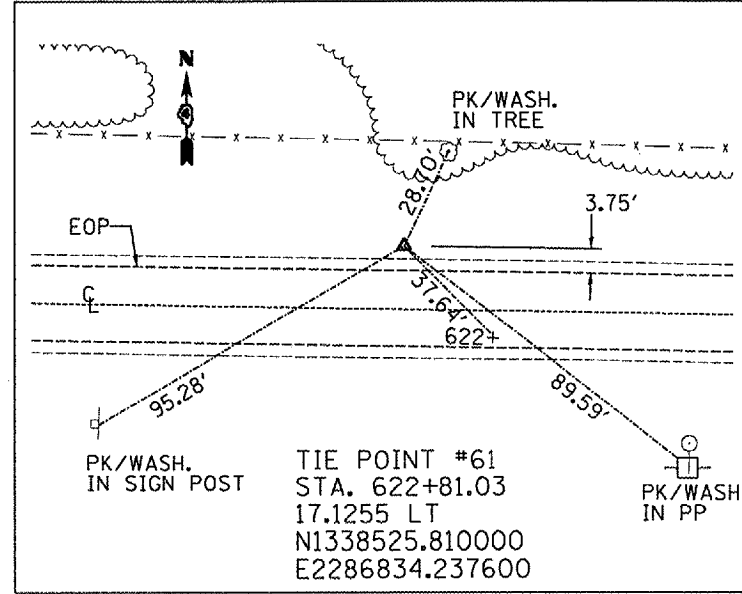 N
PK/WASH.
IN TREE
28.70'
3.75'
EOP
℄
37.64'
622+
95.28'
89.59'
PK/WASH.
IN SIGN POST
TIE POINT #61
STA. 622+81.03
17.1255 LT
N1338525.810000
E2286834.237600
PK/WASH
IN PP